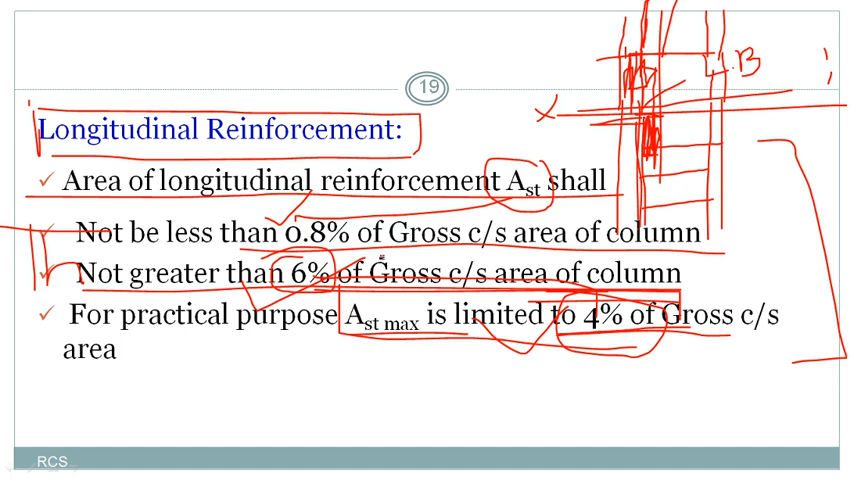 19
Longitudinal Reinforcement:
✓ Area of longitudinal reinforcement Ast shall
✓ Not be less than 0.8% of Gross c/s area of column
✓ Not greater than 6% of Gross c/s area of column
✓ For practical purpose Ast max is limited to 4% of Gross c/s
area
B
X
RCS